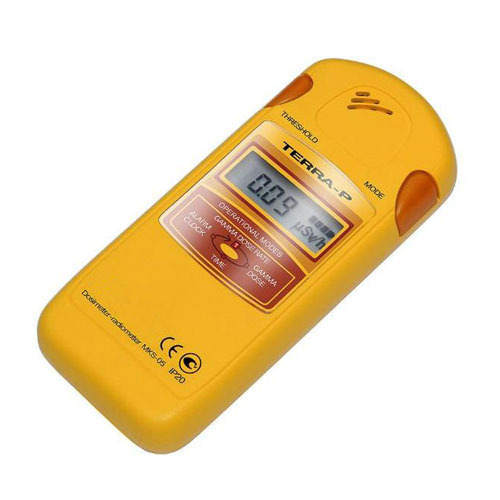 THRESHOLD
MODE
TERRA-P
0.09 µSv/h
OPERATIONAL MODES
GAMMA DOSE RATE
ALARM CLOCK
GAMMA DOSE
TIME
Dosimeter-radiometer MKS-05
CE
IP20